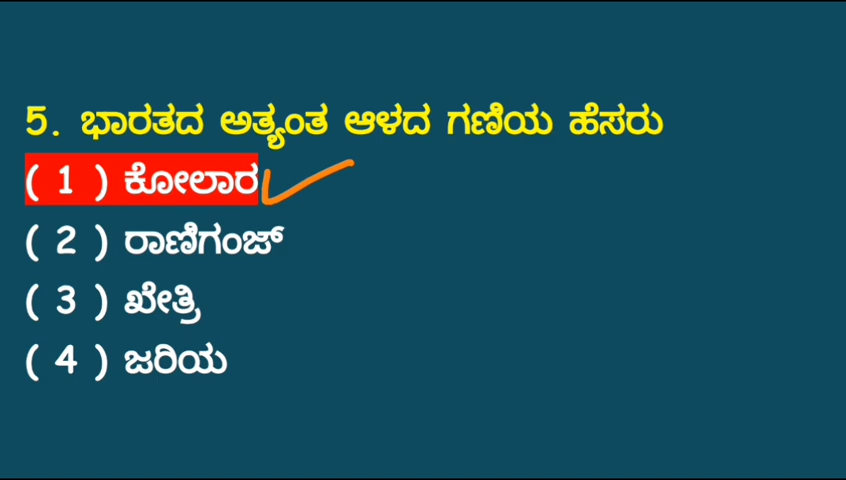 5. ಭಾರತದ ಅತ್ಯಂತ ಆಳದ ಗಣಿಯ ಹೆಸರು
( 1 ) ಕೋಲಾರ
( 2 ) ರಾಣಿಗಂಜ್
( 3 ) ಖೇತ್ರಿ
( 4 ) ಜರಿಯ